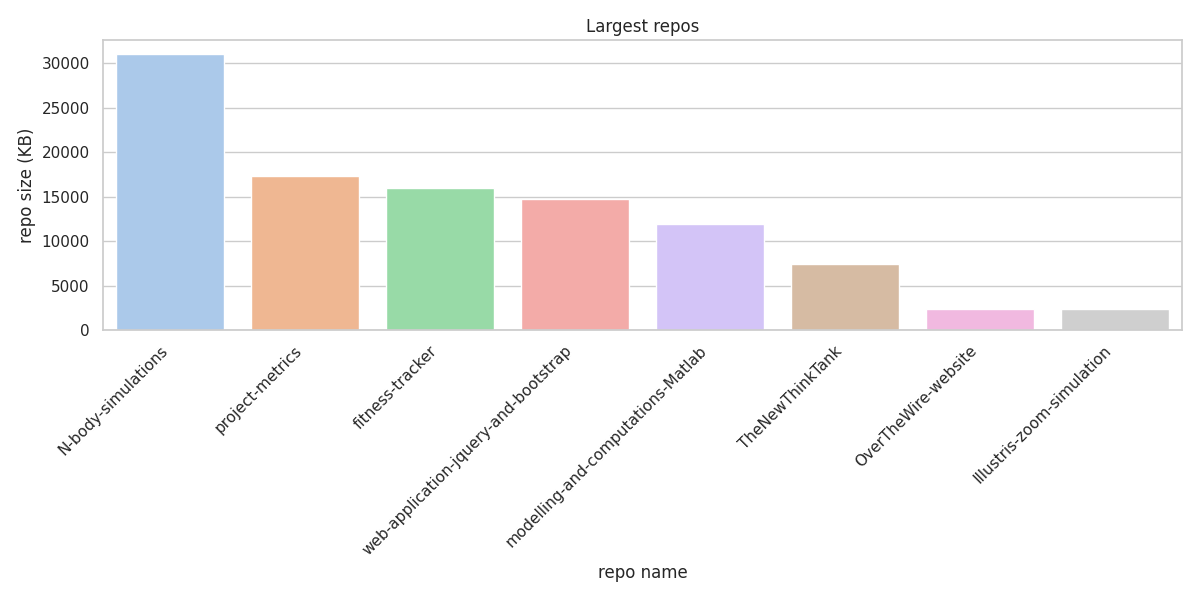 Largest repos
repo size (KB)
30000
25000
20000
15000
10000
5000
0
N-body-simulations
project-metrics
fitness-tracker
web-application-jquery-and-bootstrap
modelling-and-computations-Matlab
TheNewThinkTank
OverTheWire-website
Illustris-zoom-simulation
repo name